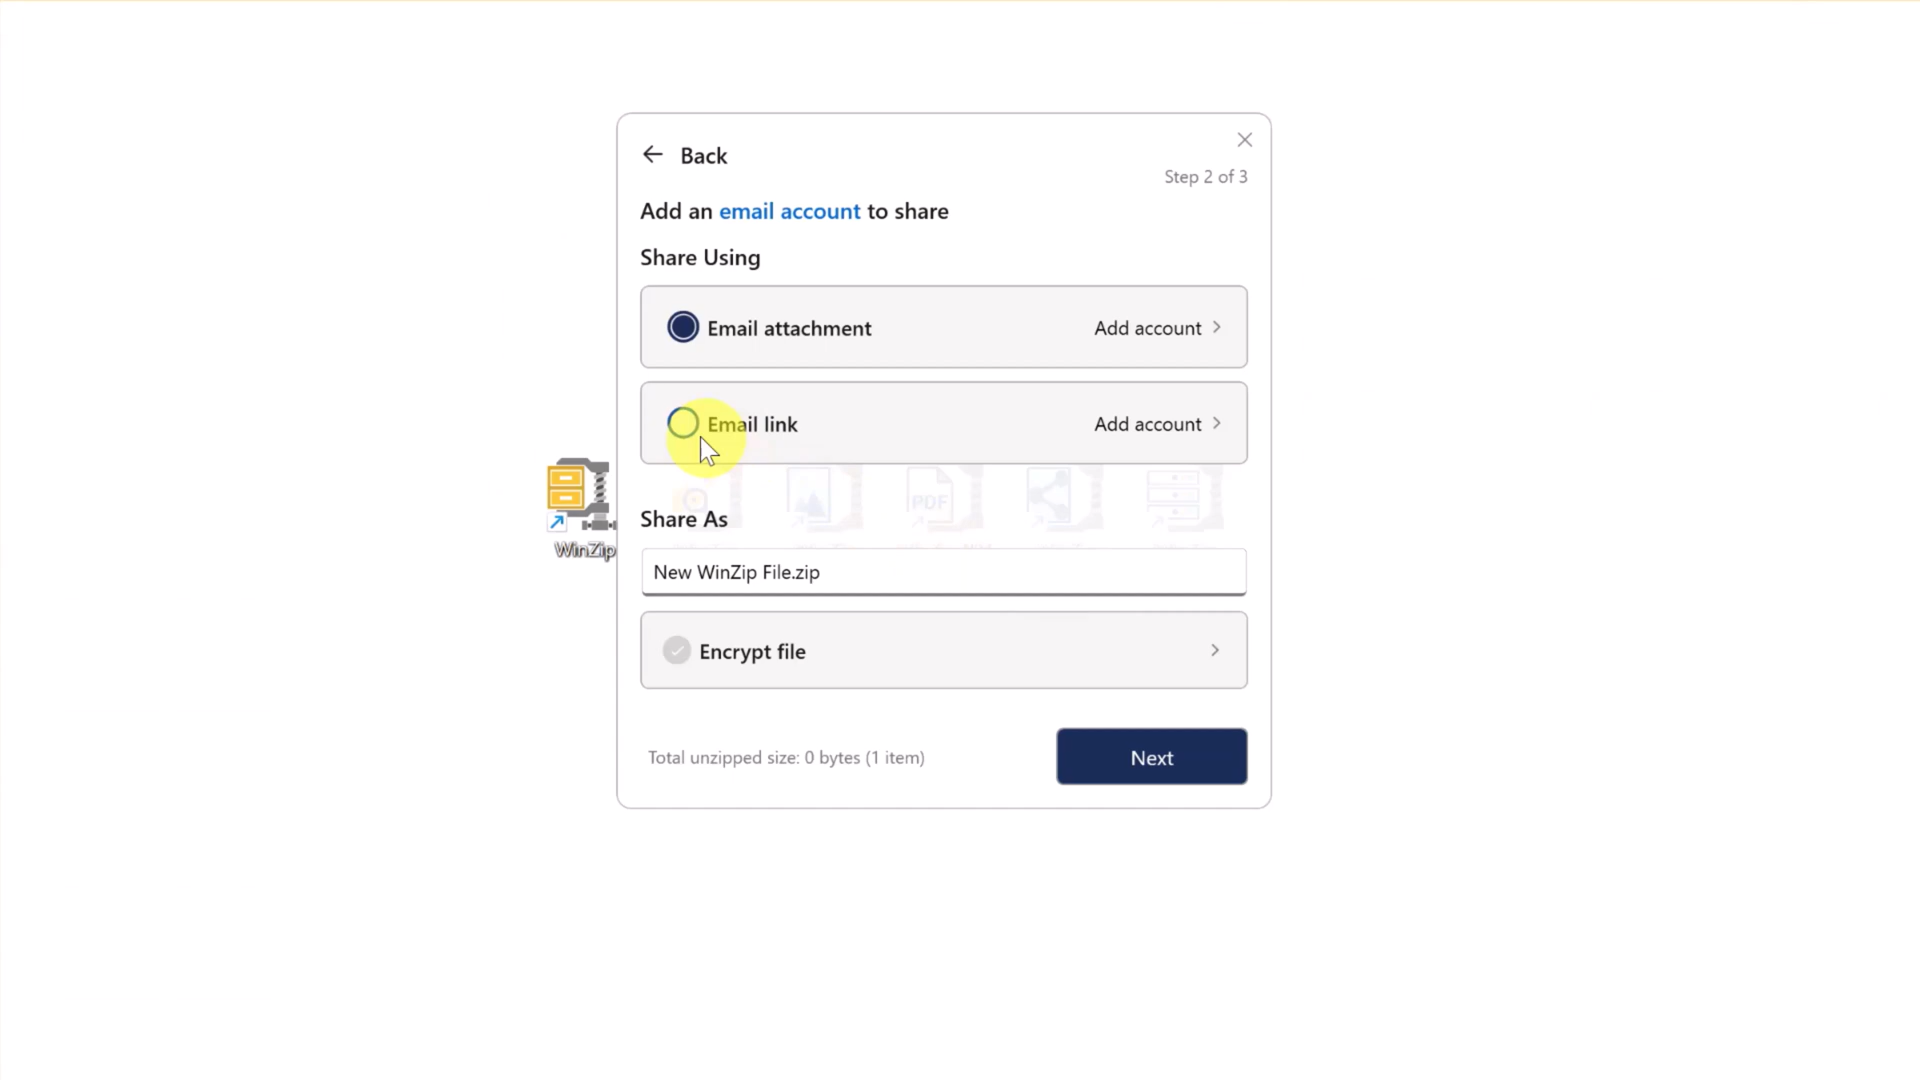 Back
Step 2 of 3
Add an email account to share
Share Using
Email attachment Add account
Email link Add account
PDF
WinZip
Share As
New WinZip File.zip
Encrypt file
Total unzipped size: 0 bytes (1 item)
Next